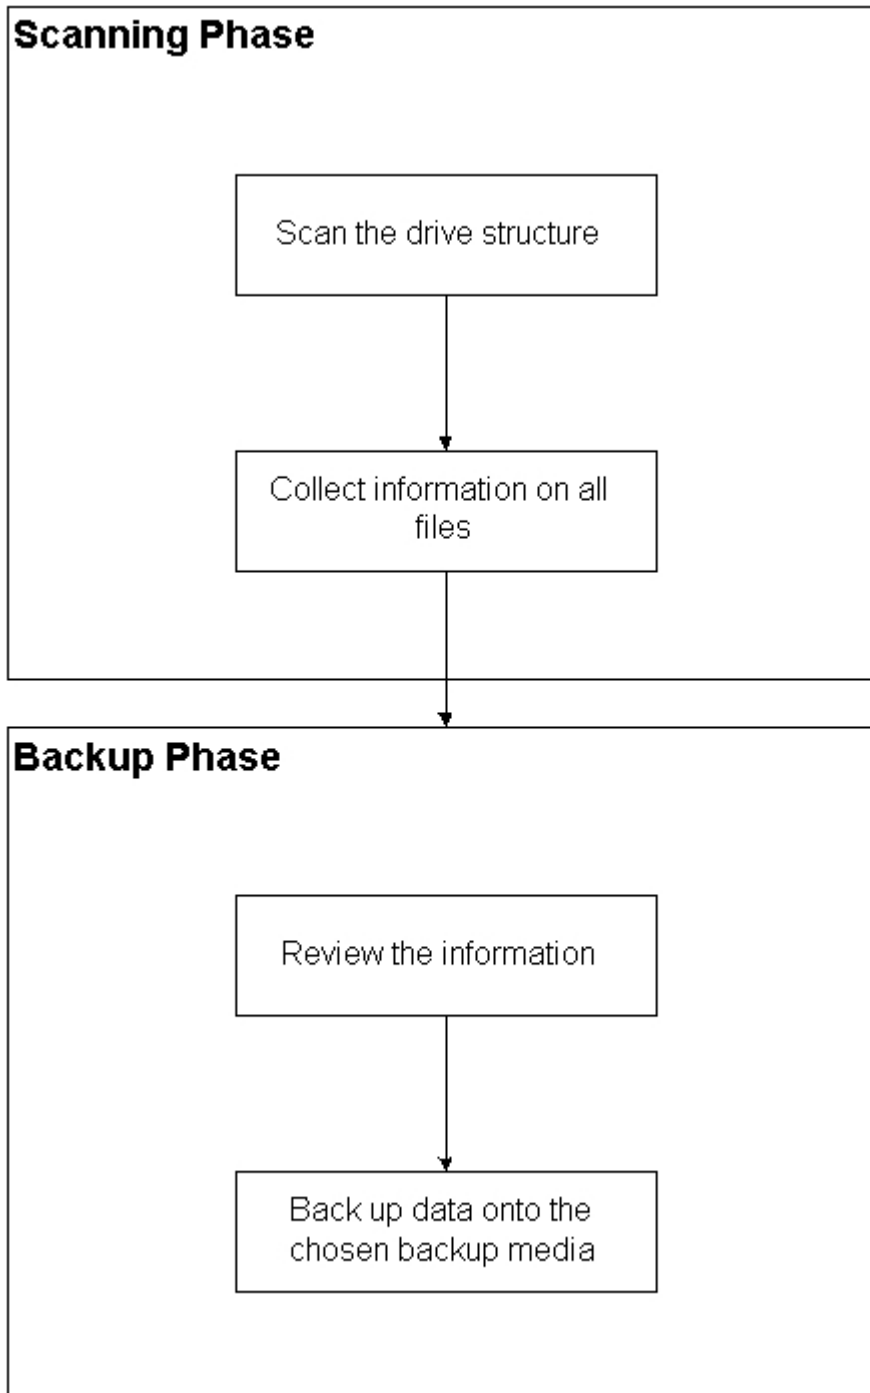 Scanning Phase
Scan the drive structure
Collect information on all
files
Backup Phase
Review the information
Back up data onto the
chosen backup media